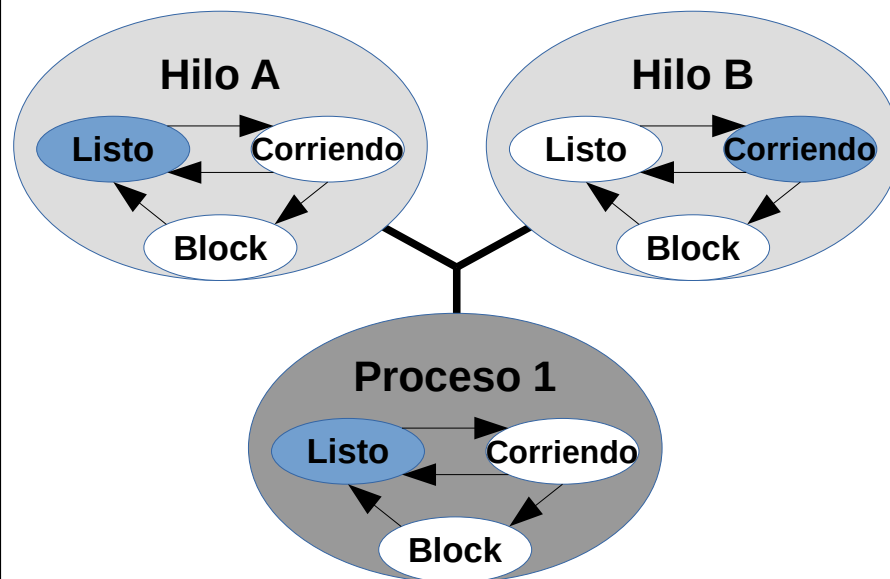 Hilo A
Hilo B
Listo
Corriendo
Listo
Corriendo
Block
Block
Proceso 1
Listo
Corriendo
Block